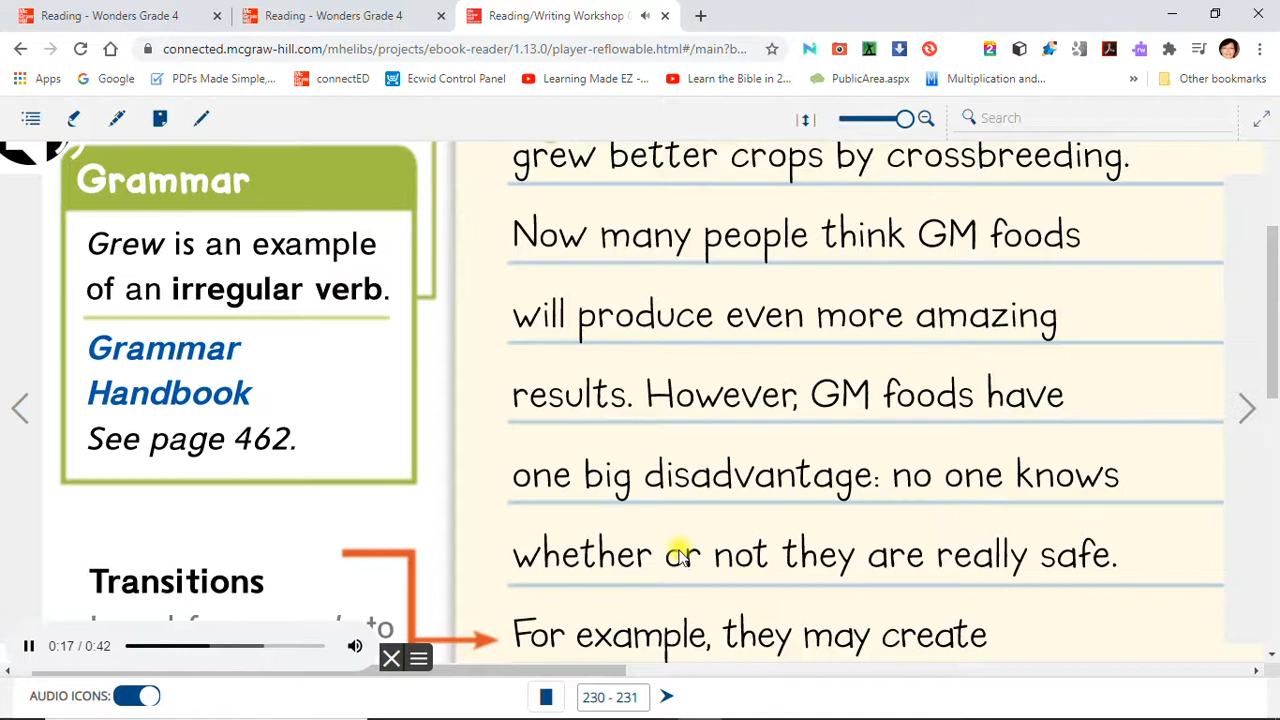 Reading - Wonders Grade 4
Reading - Wonders Grade 4
Reading/Writing Workshop
connected.mcgraw-hill.com/mhelibs/projects/ebook-reader/1.13.0/player-reflowable.html#/main?b...
Apps
Google
PDFs Made Simple,...
connectED
Ecwid Control Panel
Learning Made EZ -...
Learn the Bible in 2...
PublicArea.aspx
Multiplication and...
»
Other bookmarks
Search
Grammar
Grew is an example
of an irregular verb.
Grammar
Handbook
See page 462.
Transitions
grew better crops by crossbreeding.
Now many people think GM foods
will produce even more amazing
results. However, GM foods have
one big disadvantage: no one knows
whether or not they are really safe.
For example, they may create
0:17 / 0:42
AUDIO ICONS:
230 - 231